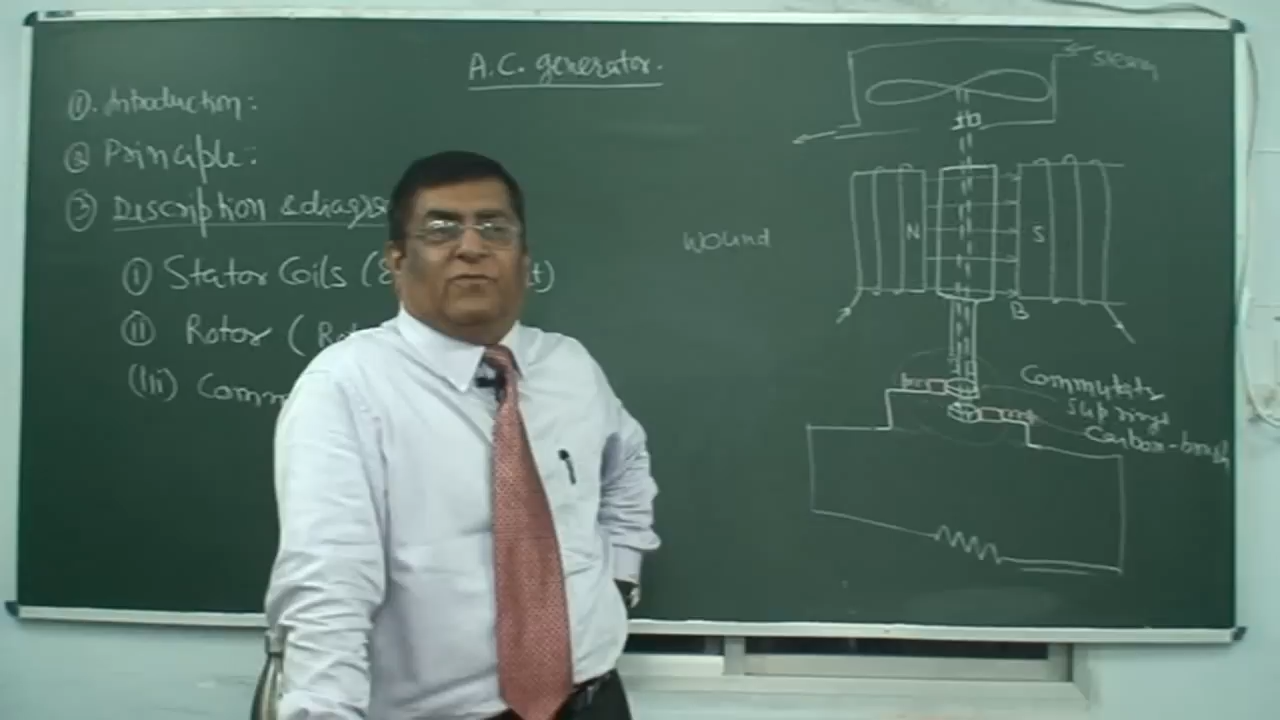 A.C. generator.
①. Introduction:
② Principle:
③ Description & diagra
Ⓘ Stator Coils (
t)
ⓘⓘ Rotor (
(iii) Comm
Wound
steam
N
S
B
Commutator
Slip rings
Carbon-brush